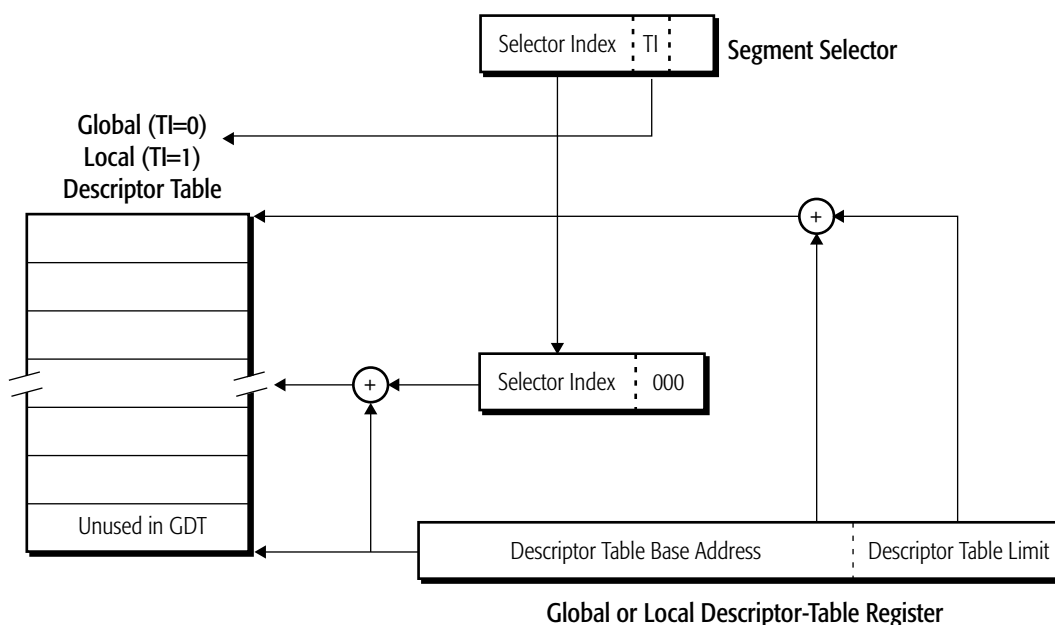 Selector Index TI
Segment Selector
Global (TI=0)
Local (TI=1)
Descriptor Table
+
Selector Index 000
+
Unused in GDT
Descriptor Table Base Address Descriptor Table Limit
Global or Local Descriptor-Table Register